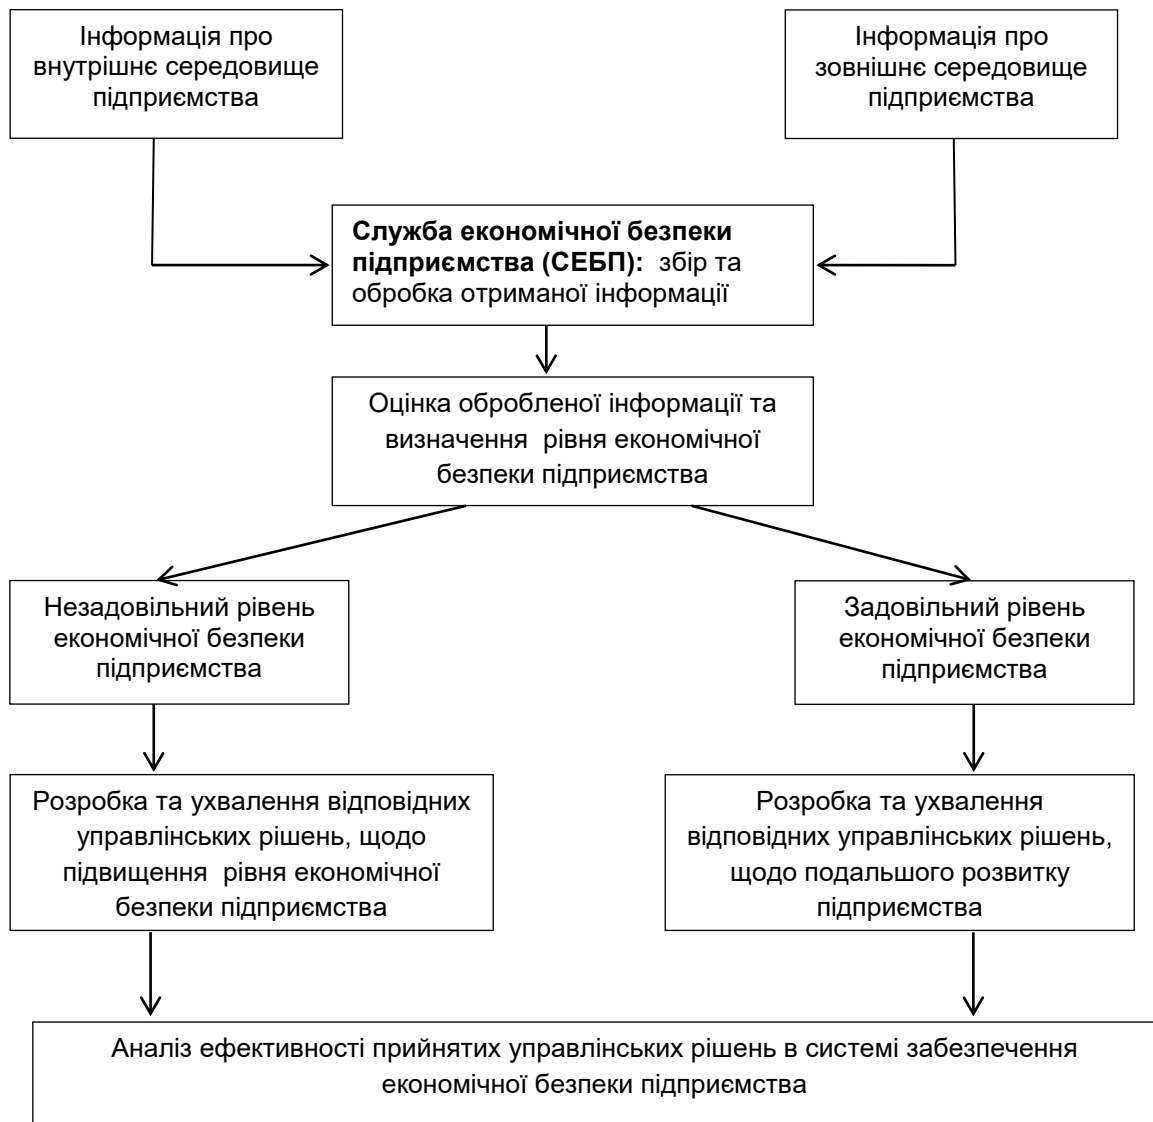 Інформація про
внутрішнє середовище
підприємства
Інформація про
зовнішнє середовище
підприємства
Служба економічної безпеки
підприємства (СЕБП): збір та
обробка отриманої інформації
Оцінка обробленої інформації та
визначення рівня економічної
безпеки підприємства
Незадовільний рівень
економічної безпеки
підприємства
Задовільний рівень
економічної безпеки
підприємства
Розробка та ухвалення відповідних
управлінських рішень, щодо
підвищення рівня економічної
безпеки підприємства
Розробка та ухвалення
відповідних управлінських рішень,
щодо подальшого розвитку
підприємства
Аналіз ефективності прийнятих управлінських рішень в системі забезпечення
економічної безпеки підприємства